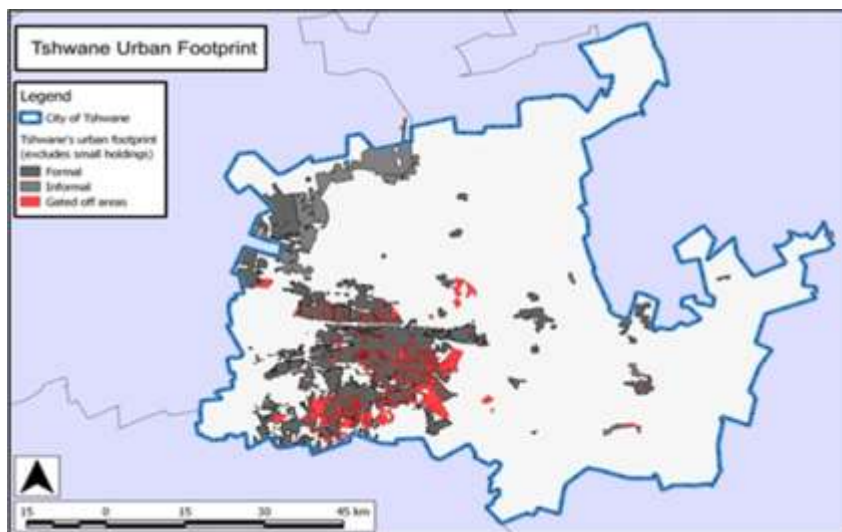 Tshwane Urban Footprint
Legend
City of Tshwane
Tshwane's urban footprint
(excludes small holdings)
Formal
Informal
Gated off areas
15 0 15 30 45 km